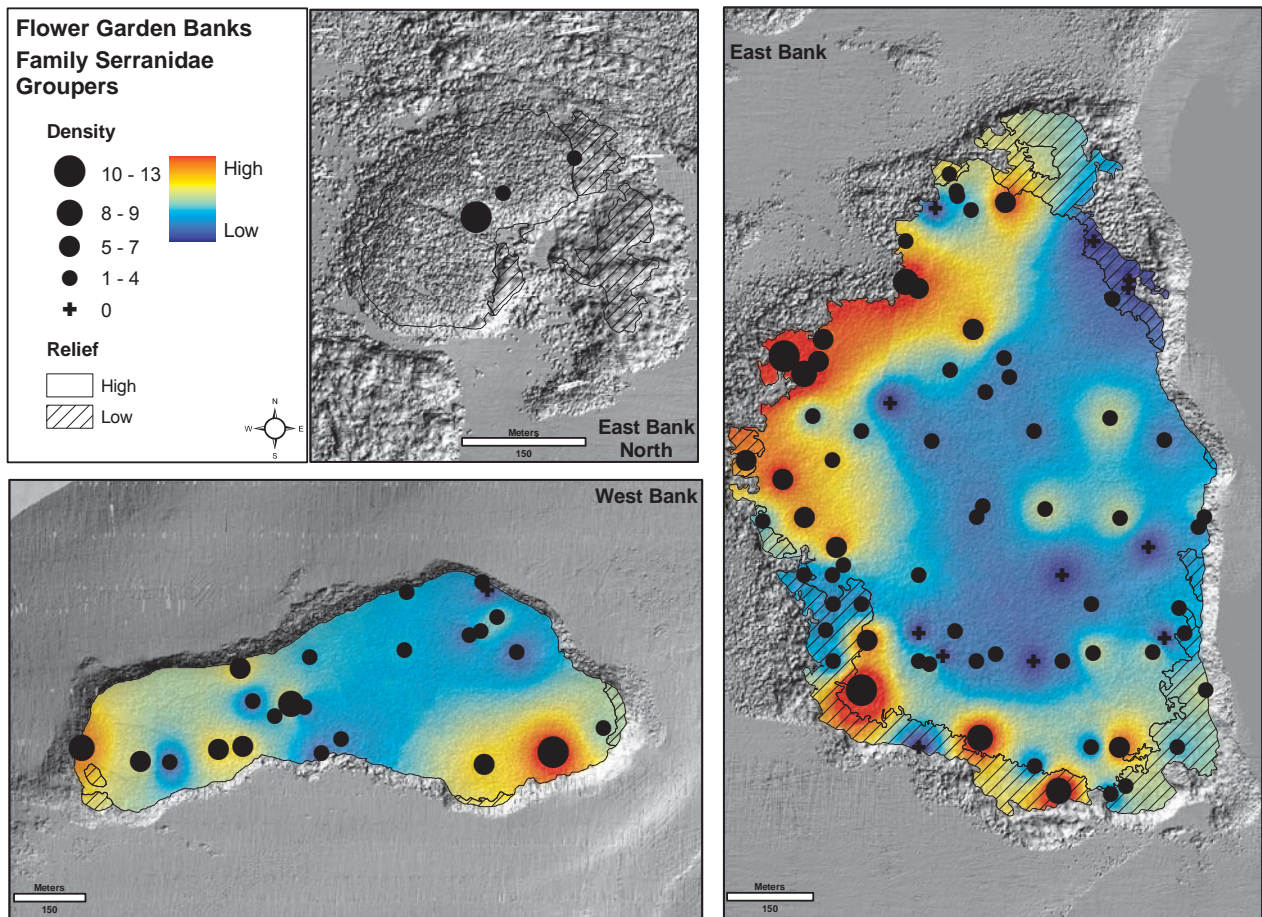 Flower Garden Banks
Family Serranidae
Groupers
Density
10 - 13
8 - 9
5 - 7
1 - 4
0
High
Low
Relief
High
Low
N
W
E
S
Meters
150
East Bank
North
West Bank
Meters
150
East Bank
Meters
150